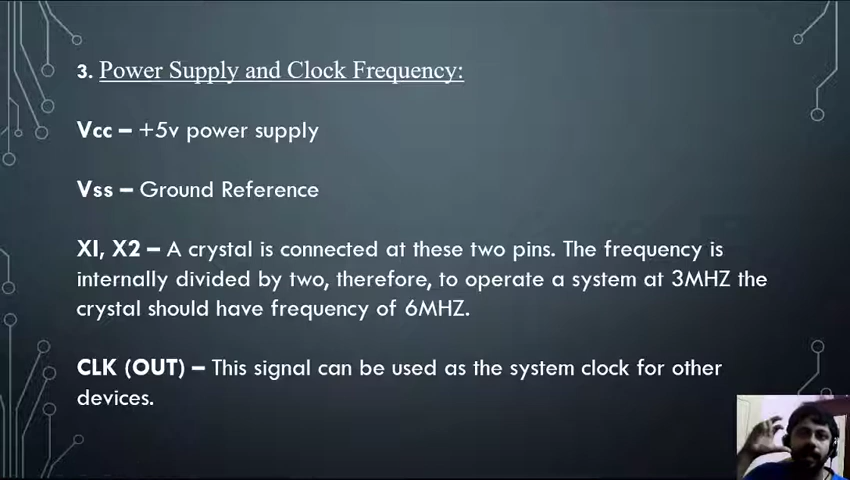 3. Power Supply and Clock Frequency:
Vcc – +5v power supply
Vss – Ground Reference
X1, X2 – A crystal is connected at these two pins. The frequency is
internally divided by two, therefore, to operate a system at 3MHZ the
crystal should have frequency of 6MHZ.
CLK (OUT) – This signal can be used as the system clock for other
devices.